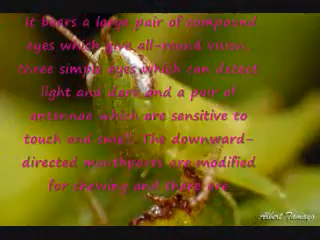 It bears a large pair of compound
eyes which give all-round vision,
three simple eyes which can detect
light and dark and a pair of
antennae which are sensitive to
touch and smell. The downward-
directed mouthparts are modified
for chewing and there are
Albert Tamayo